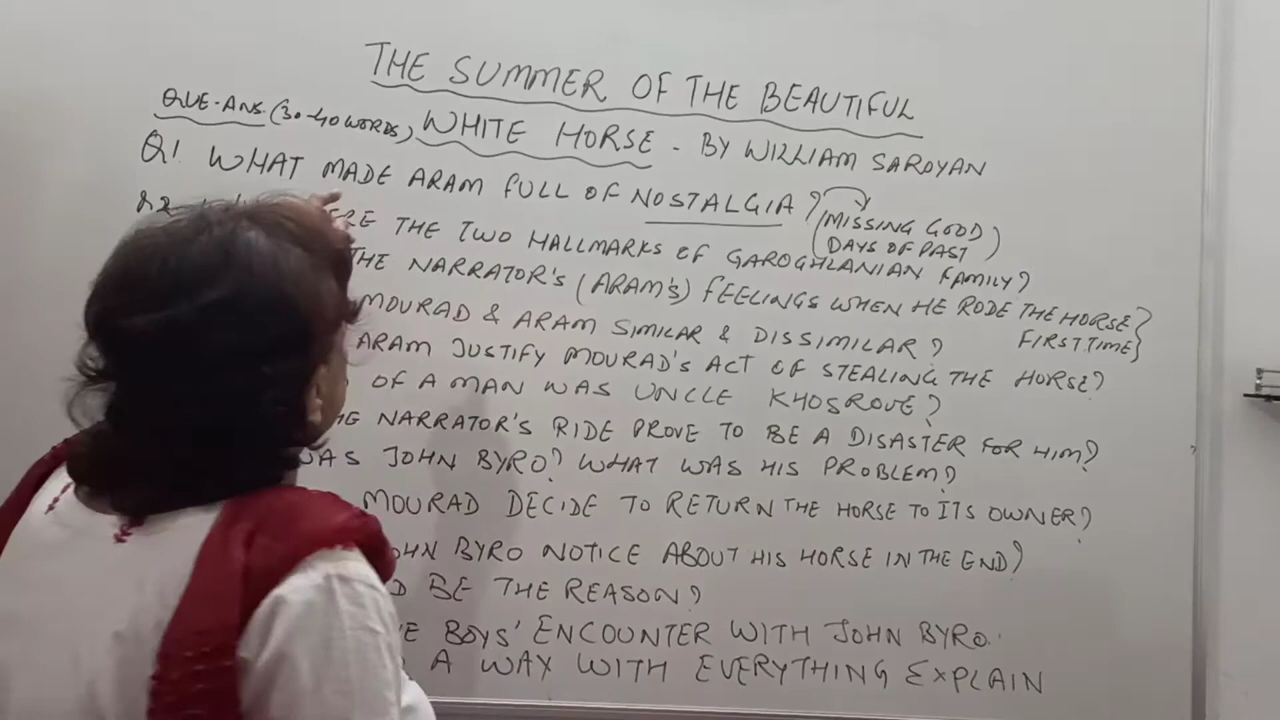 THE SUMMER OF THE BEAUTIFUL
QUE-ANS. (30-40 WORDS) WHITE HORSE - BY WILLIAM SAROYAN
Q1. WHAT MADE ARAM FULL OF NOSTALGIA? (MISSING GOOD
DAYS OF PAST)
THE TWO HALLMARKS OF GAROGHLANIAN FAMILY?
THE NARRATOR'S (ARAM'S) FEELINGS WHEN HE RODE THE HORSE
FIRST TIME
MOURAD & ARAM SIMILAR & DISSIMILAR?
ARAM JUSTIFY MOURAD'S ACT OF STEALING THE HORSE?
OF A MAN WAS UNCLE KHOSROVE?
NARRATOR'S RIDE PROVE TO BE A DISASTER FOR HIM?
WAS JOHN BYRO? WHAT WAS HIS PROBLEM?
MOURAD DECIDE TO RETURN THE HORSE TO ITS OWNER?
BYRO NOTICE ABOUT HIS HORSE IN THE END?
BE THE REASON?
BOYS' ENCOUNTER WITH JOHN BYRO.
A WAY WITH EVERYTHING EXPLAIN